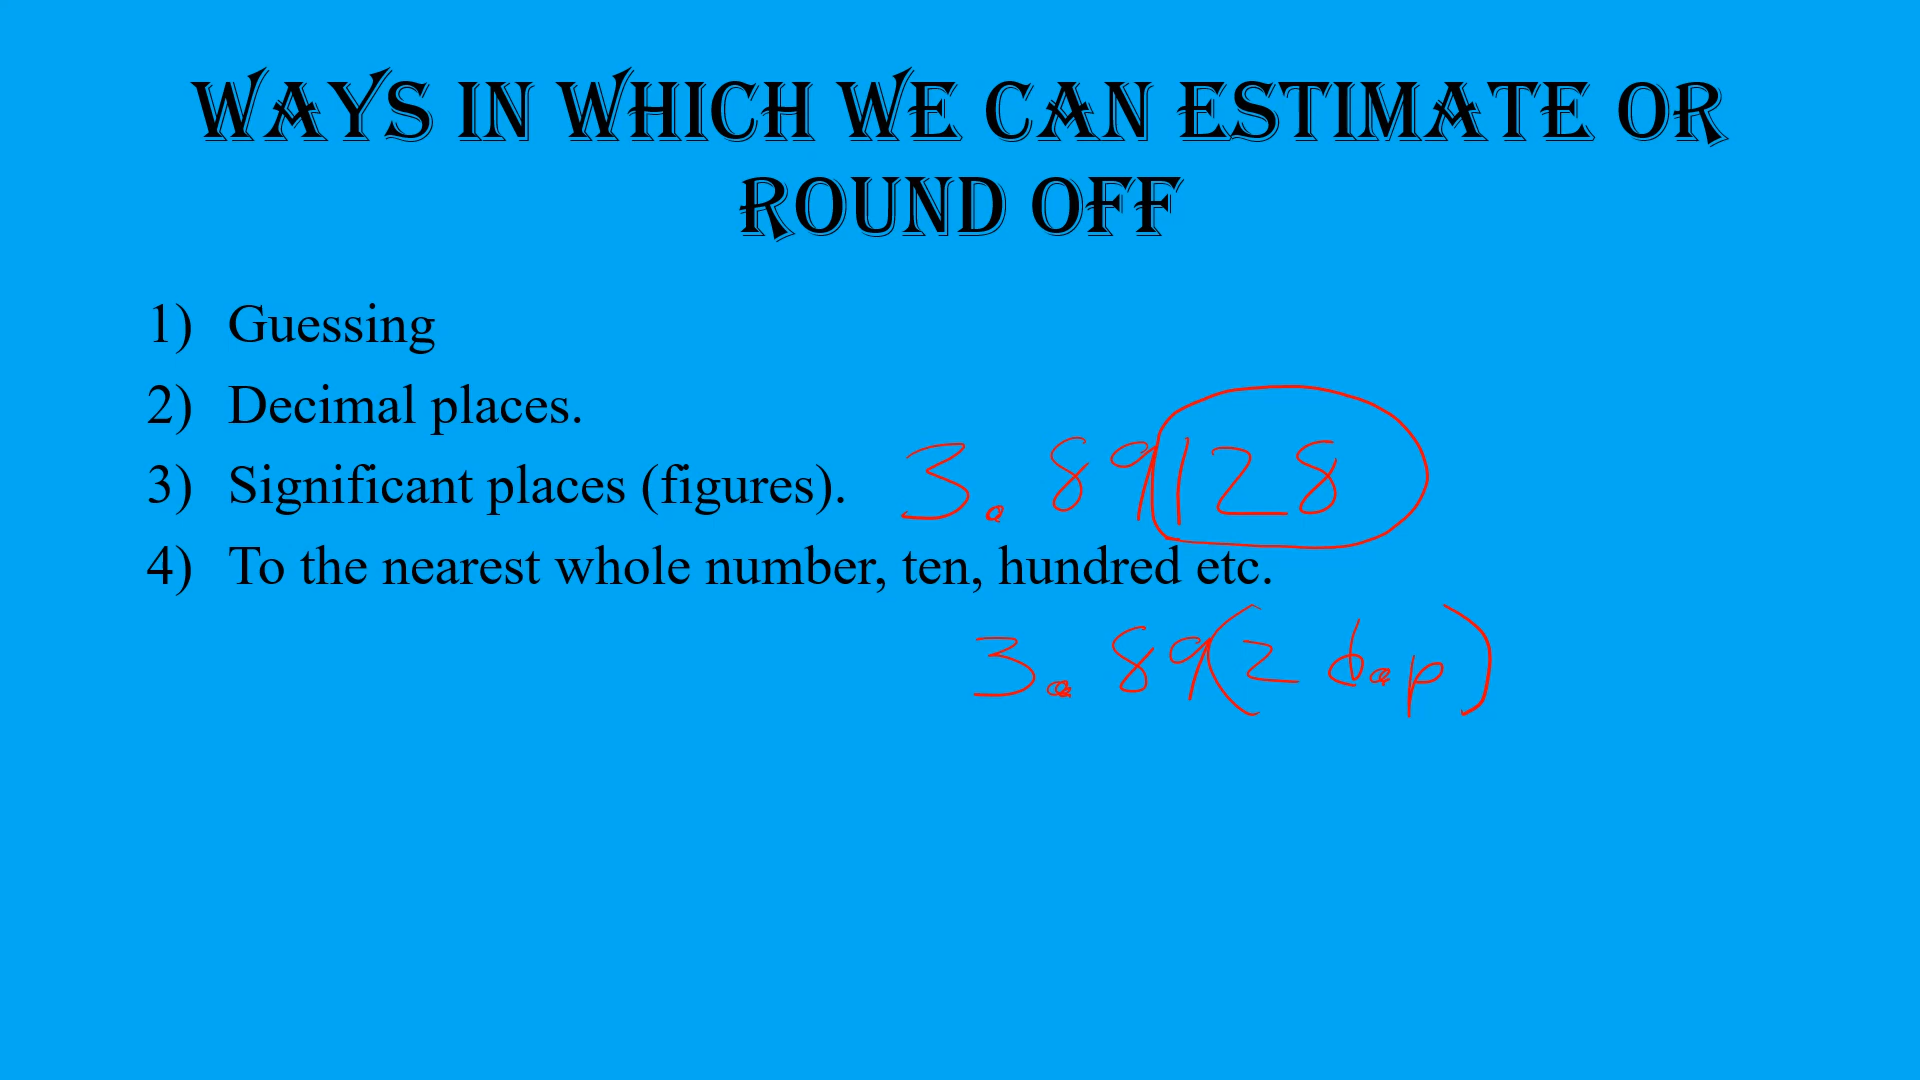 WAYS IN WHICH WE CAN ESTIMATE OR
ROUND OFF
1) Guessing
2) Decimal places.
3) Significant places (figures).
3.89128
4) To the nearest whole number, ten, hundred etc.
3.89(2 d.p)